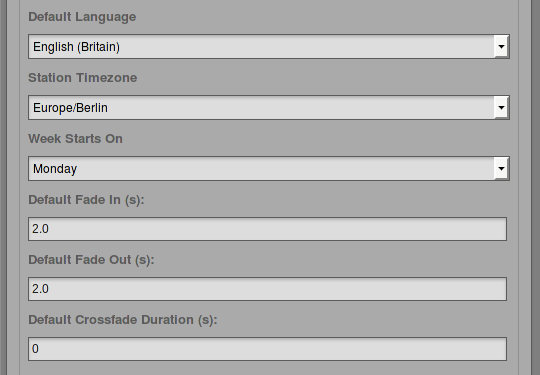 Default Language
English (Britain)
Station Timezone
Europe/Berlin
Week Starts On
Monday
Default Fade In (s):
2.0
Default Fade Out (s):
2.0
Default Crossfade Duration (s):
0